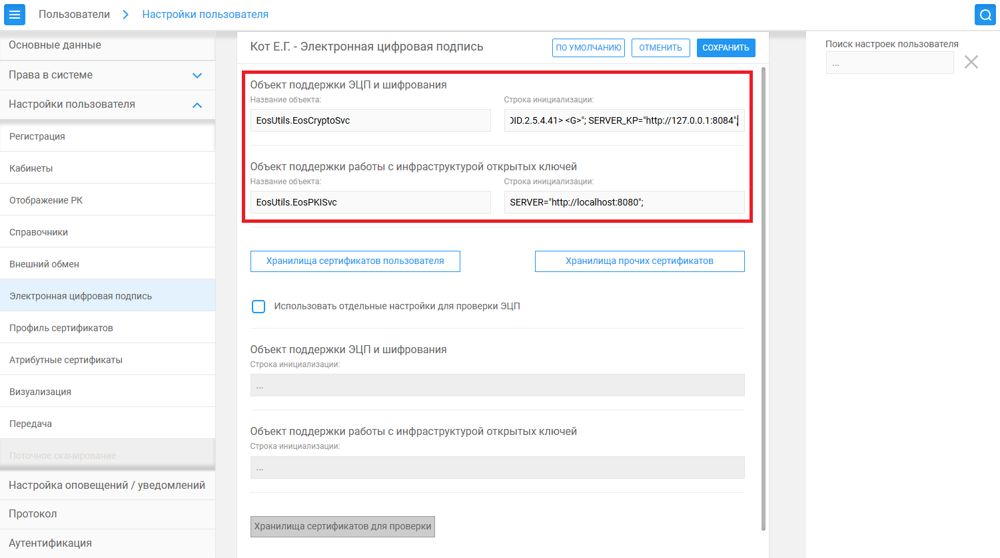 Пользователи
Настройки пользователя
Основные данные
Права в системе
Настройки пользователя
Регистрация
Кабинеты
Отображение РК
Справочники
Внешний обмен
Электронная цифровая подпись
Профиль сертификатов
Атрибутные сертификаты
Визуализация
Передача
Поточное сканирование
Настройка оповещений / уведомлений
Протокол
Аутентификация
Кот Е.Г. - Электронная цифровая подпись
ПО УМОЛЧАНИЮ ОТМЕНИТЬ СОХРАНИТЬ
Объект поддержки ЭЦП и шифрования
Название объекта: Строка инициализации:
EosUtils.EosCryptoSvc OID.2.5.4.41> <G>"; SERVER_KP="http://127.0.0.1:8084";
Объект поддержки работы с инфраструктурой открытых ключей
Название объекта: Строка инициализации:
EosUtils.EosPKISvc SERVER="http://localhost:8080";
Хранилища сертификатов пользователя Хранилища прочих сертификатов
Использовать отдельные настройки для проверки ЭЦП
Объект поддержки ЭЦП и шифрования
Строка инициализации:
...
Объект поддержки работы с инфраструктурой открытых ключей
Строка инициализации:
...
Хранилища сертификатов для проверки
Поиск настроек пользователя
...